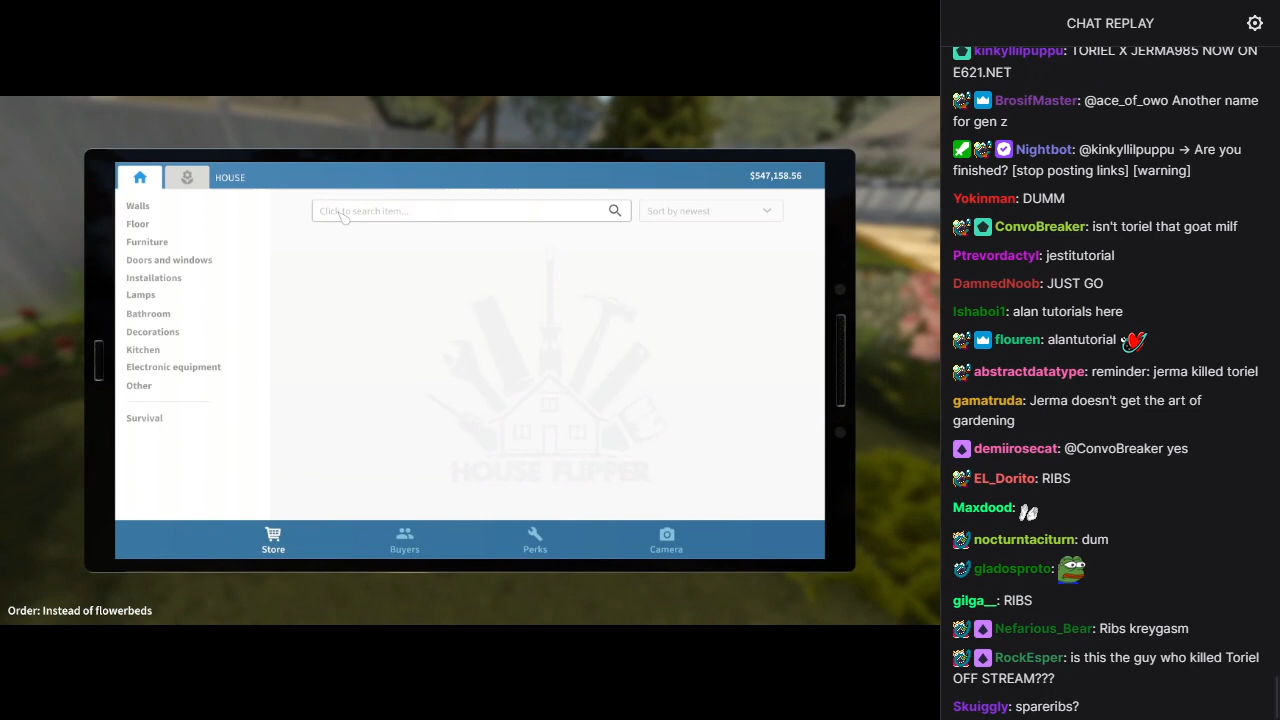 HOUSE
$547,158.56
Click to search item...
Sort by newest
Walls
Floor
Furniture
Doors and windows
Installations
Lamps
Bathroom
Decorations
Kitchen
Electronic equipment
Other
Survival
HOUSE FLIPPER
Store
Buyers
Perks
Camera
Order: Instead of flowerbeds
CHAT REPLAY
kinkyllilpuppu: TORIEL X JERMA985 NOW ON
E621.NET
BrosifMaster: @ace_of_owo Another name
for gen z
Nightbot: @kinkyllilpuppu → Are you
finished? [stop posting links] [warning]
Yokinman: DUMM
ConvoBreaker: isn't toriel that goat milf
Ptrevordactyl: jestitutorial
DamnedNoob: JUST GO
Ishaboi1: alan tutorials here
flouren: alantutorial
abstractdatatype: reminder: jerma killed toriel
gamatruda: Jerma doesn't get the art of
gardening
demiirosecat: @ConvoBreaker yes
EL_Dorito: RIBS
Maxdood:
nocturntaciturn: dum
gladosproto:
gilga__: RIBS
Nefarious_Bear: Ribs kreygasm
RockEsper: is this the guy who killed Toriel
OFF STREAM???
Skuiggly: spareribs?